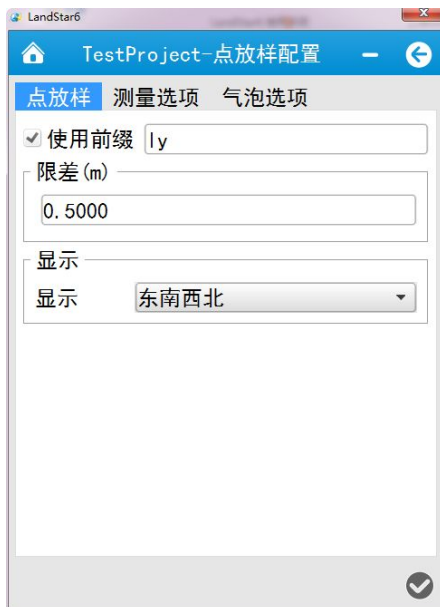 LandStar6
TestProject-点放样配置
点放样 测量选项 气泡选项
使用前缀 ly
限差(m)
0.5000
显示
显示 东南西北